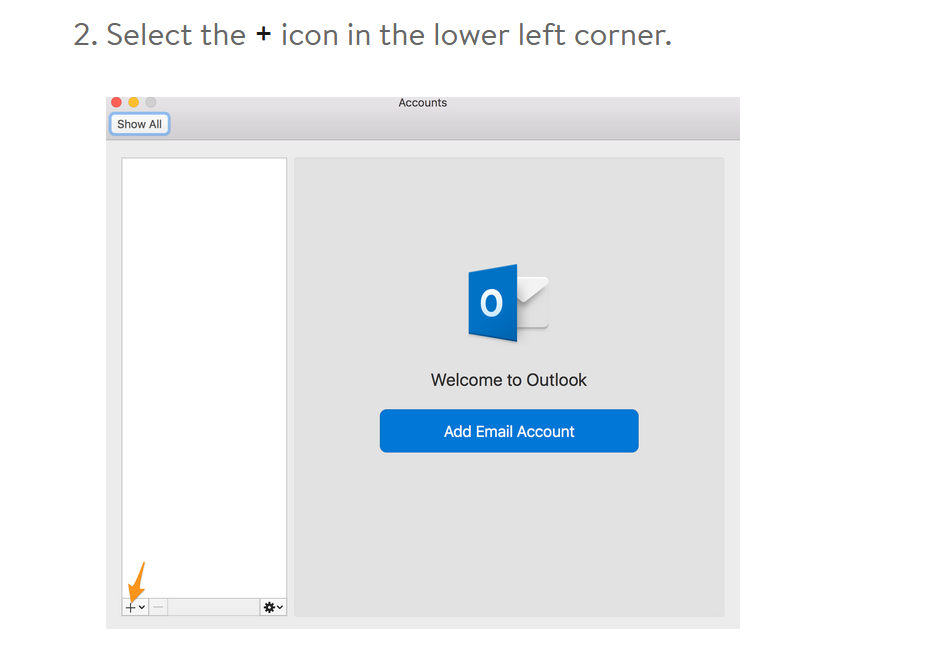 2. Select the + icon in the lower left corner.
Accounts
Show All
O
Welcome to Outlook
Add Email Account